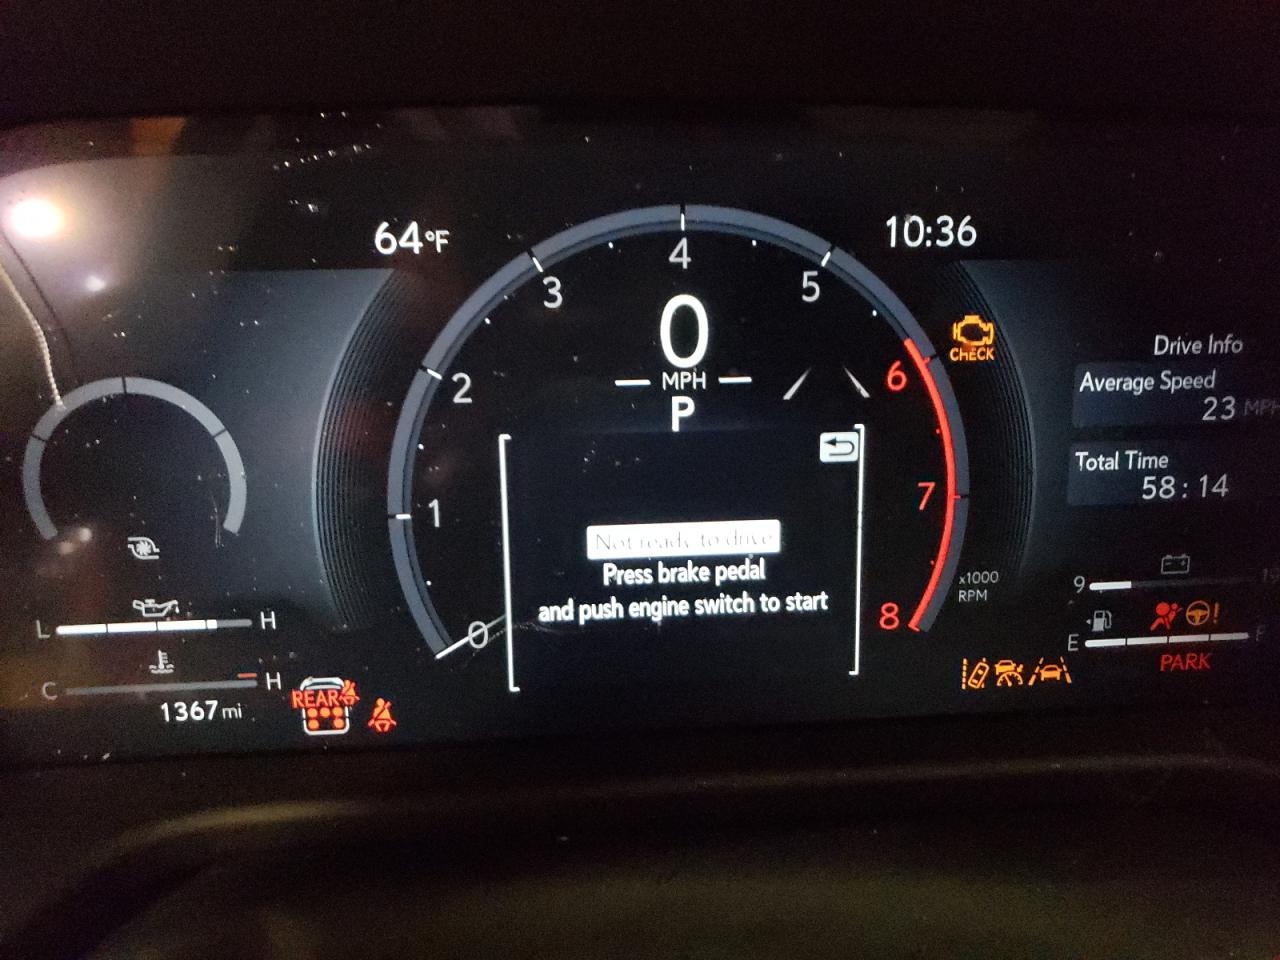 64°F
10:36
4
3
5
0
2
6
CHECK
MPH
P
Drive Info
Average Speed
23 MPH
Total Time
58:14
1
7
Not ready to drive
Press brake pedal
and push engine switch to start
x1000
RPM
9
L
H
0
8
E
F
C
H
REAR
PARK
1367 mi